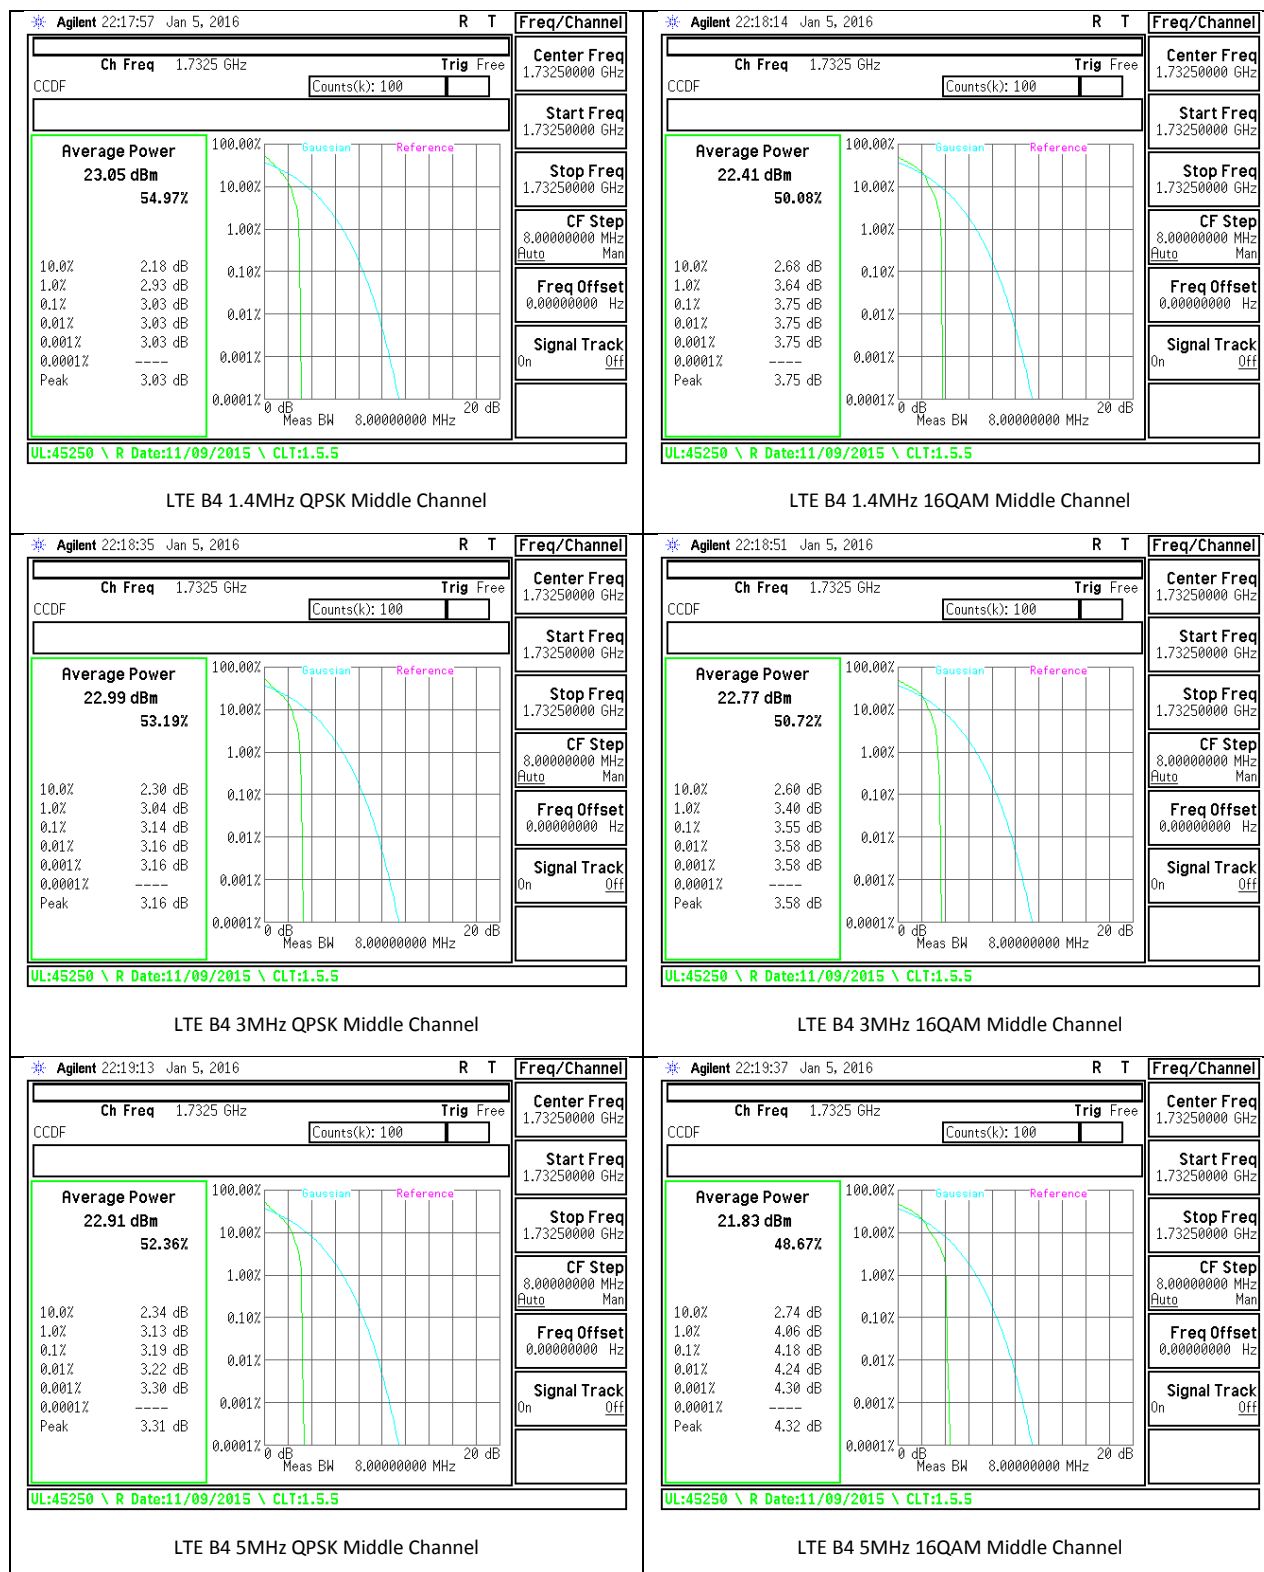 Agilent 22:17:57 Jan 5, 2016 R T Freq/Channel
Ch Freq 1.7325 GHz Trig Free
CCDF Counts(k): 100
Average Power
23.05 dBm
54.97%
10.0% 2.18 dB
1.0% 2.93 dB
0.1% 3.03 dB
0.01% 3.03 dB
0.001% 3.03 dB
0.0001% ----
Peak 3.03 dB
Gaussian Reference
100.00%
10.00%
1.00%
0.10%
0.01%
0.001%
0.0001%
0 dB 20 dB
Meas BW 8.00000000 MHz
Center Freq
1.73250000 GHz
Start Freq
1.73250000 GHz
Stop Freq
1.73250000 GHz
CF Step
8.00000000 MHz
Auto Man
Freq Offset
0.00000000 Hz
Signal Track
On Off
UL:45250 \ R Date:11/09/2015 \ CLT:1.5.5
LTE B4 1.4MHz QPSK Middle Channel
Agilent 22:18:14 Jan 5, 2016 R T Freq/Channel
Ch Freq 1.7325 GHz Trig Free
CCDF Counts(k): 100
Average Power
22.41 dBm
50.08%
10.0% 2.68 dB
1.0% 3.64 dB
0.1% 3.75 dB
0.01% 3.75 dB
0.001% 3.75 dB
0.0001% ----
Peak 3.75 dB
Gaussian Reference
100.00%
10.00%
1.00%
0.10%
0.01%
0.001%
0.0001%
0 dB 20 dB
Meas BW 8.00000000 MHz
Center Freq
1.73250000 GHz
Start Freq
1.73250000 GHz
Stop Freq
1.73250000 GHz
CF Step
8.00000000 MHz
Auto Man
Freq Offset
0.00000000 Hz
Signal Track
On Off
UL:45250 \ R Date:11/09/2015 \ CLT:1.5.5
LTE B4 1.4MHz 16QAM Middle Channel
Agilent 22:18:35 Jan 5, 2016 R T Freq/Channel
Ch Freq 1.7325 GHz Trig Free
CCDF Counts(k): 100
Average Power
22.99 dBm
53.19%
10.0% 2.30 dB
1.0% 3.04 dB
0.1% 3.14 dB
0.01% 3.16 dB
0.001% 3.16 dB
0.0001% ----
Peak 3.16 dB
Gaussian Reference
100.00%
10.00%
1.00%
0.10%
0.01%
0.001%
0.0001%
0 dB 20 dB
Meas BW 8.00000000 MHz
Center Freq
1.73250000 GHz
Start Freq
1.73250000 GHz
Stop Freq
1.73250000 GHz
CF Step
8.00000000 MHz
Auto Man
Freq Offset
0.00000000 Hz
Signal Track
On Off
UL:45250 \ R Date:11/09/2015 \ CLT:1.5.5
LTE B4 3MHz QPSK Middle Channel
Agilent 22:18:51 Jan 5, 2016 R T Freq/Channel
Ch Freq 1.7325 GHz Trig Free
CCDF Counts(k): 100
Average Power
22.77 dBm
50.72%
10.0% 2.60 dB
1.0% 3.40 dB
0.1% 3.55 dB
0.01% 3.58 dB
0.001% 3.58 dB
0.0001% ----
Peak 3.58 dB
Gaussian Reference
100.00%
10.00%
1.00%
0.10%
0.01%
0.001%
0.0001%
0 dB 20 dB
Meas BW 8.00000000 MHz
Center Freq
1.73250000 GHz
Start Freq
1.73250000 GHz
Stop Freq
1.73250000 GHz
CF Step
8.00000000 MHz
Auto Man
Freq Offset
0.00000000 Hz
Signal Track
On Off
UL:45250 \ R Date:11/09/2015 \ CLT:1.5.5
LTE B4 3MHz 16QAM Middle Channel
Agilent 22:19:13 Jan 5, 2016 R T Freq/Channel
Ch Freq 1.7325 GHz Trig Free
CCDF Counts(k): 100
Average Power
22.91 dBm
52.36%
10.0% 2.34 dB
1.0% 3.13 dB
0.1% 3.19 dB
0.01% 3.22 dB
0.001% 3.30 dB
0.0001% ----
Peak 3.31 dB
Gaussian Reference
100.00%
10.00%
1.00%
0.10%
0.01%
0.001%
0.0001%
0 dB 20 dB
Meas BW 8.00000000 MHz
Center Freq
1.73250000 GHz
Start Freq
1.73250000 GHz
Stop Freq
1.73250000 GHz
CF Step
8.00000000 MHz
Auto Man
Freq Offset
0.00000000 Hz
Signal Track
On Off
UL:45250 \ R Date:11/09/2015 \ CLT:1.5.5
LTE B4 5MHz QPSK Middle Channel
Agilent 22:19:37 Jan 5, 2016 R T Freq/Channel
Ch Freq 1.7325 GHz Trig Free
CCDF Counts(k): 100
Average Power
21.83 dBm
48.67%
10.0% 2.74 dB
1.0% 4.06 dB
0.1% 4.18 dB
0.01% 4.24 dB
0.001% 4.30 dB
0.0001% ----
Peak 4.32 dB
Gaussian Reference
100.00%
10.00%
1.00%
0.10%
0.01%
0.001%
0.0001%
0 dB 20 dB
Meas BW 8.00000000 MHz
Center Freq
1.73250000 GHz
Start Freq
1.73250000 GHz
Stop Freq
1.73250000 GHz
CF Step
8.00000000 MHz
Auto Man
Freq Offset
0.00000000 Hz
Signal Track
On Off
UL:45250 \ R Date:11/09/2015 \ CLT:1.5.5
LTE B4 5MHz 16QAM Middle Channel